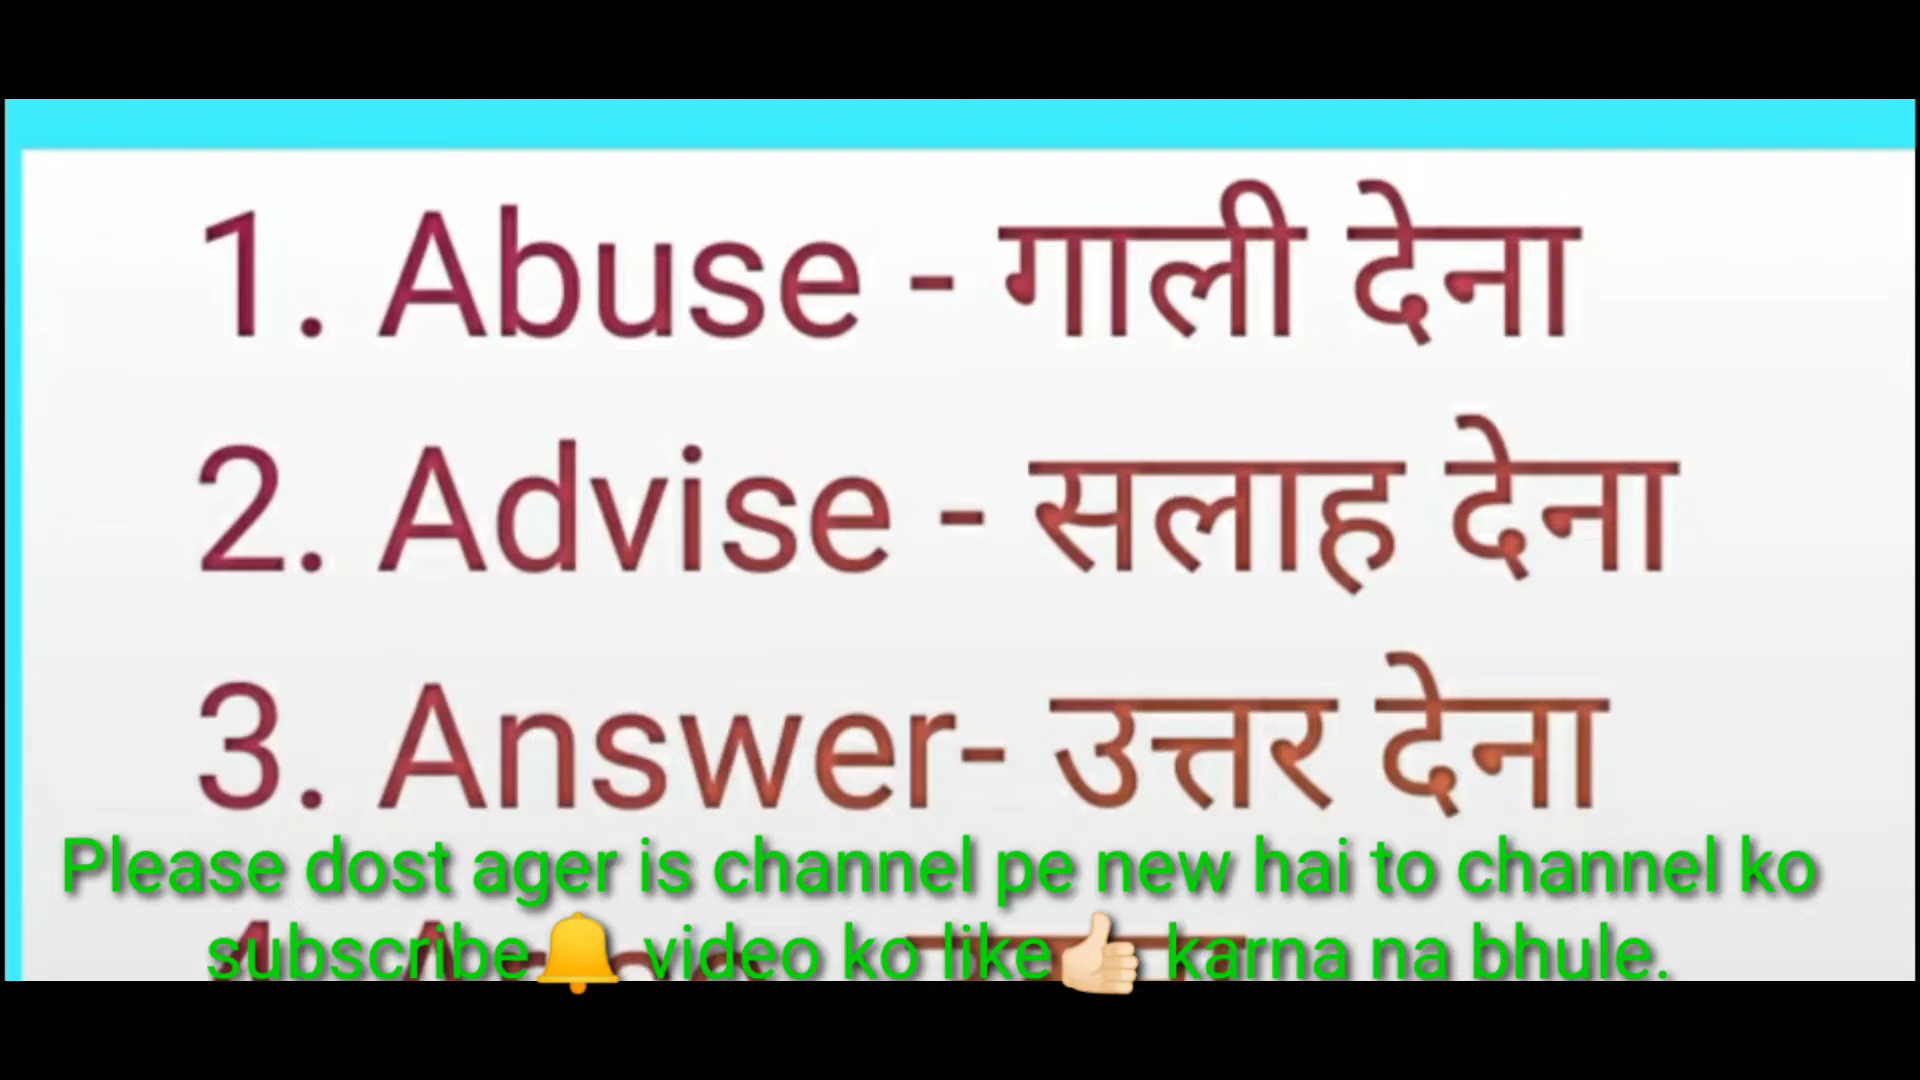 1. Abuse - गाली देना
2. Advise - सलाह देना
3. Answer- उत्तर देना
Please dost ager is channel pe new hai to channel ko
subscribe🔔 video ko like👍🏻 karna na bhule.